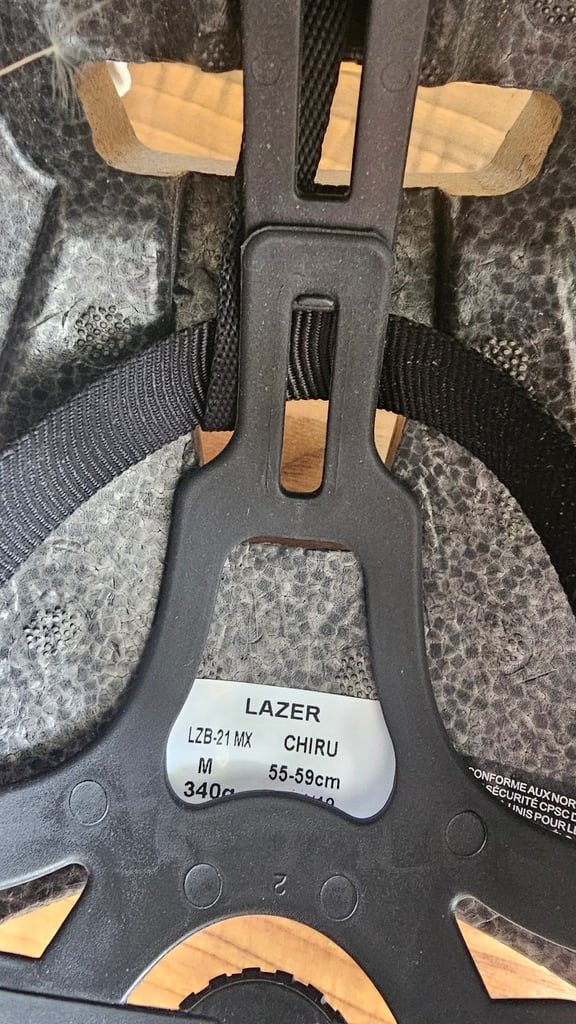 LAZER
LZB-21 MX CHIRU
M 55-59cm
340g
CONFORME AUX NOR
SÉCURITÉ CPSC D
UNIS POUR LE
2